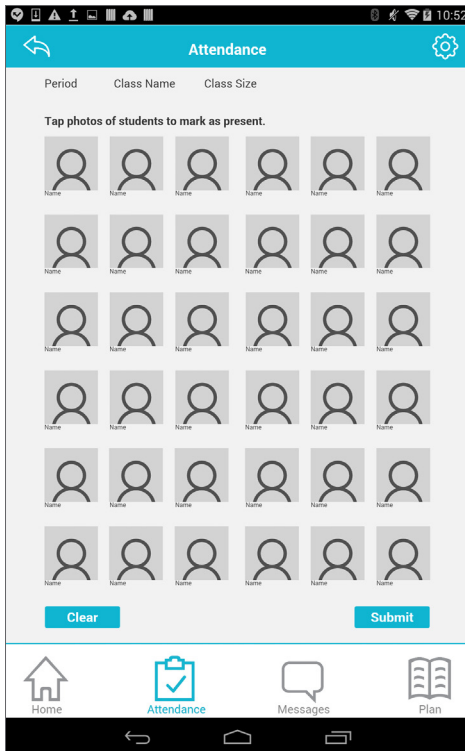 10:52
Attendance
Period Class Name Class Size
Tap photos of students to mark as present.
Name Name Name Name Name Name
Name Name Name Name Name Name
Name Name Name Name Name Name
Name Name Name Name Name Name
Name Name Name Name Name Name
Name Name Name Name Name Name
Clear Submit
Home Attendance Messages Plan